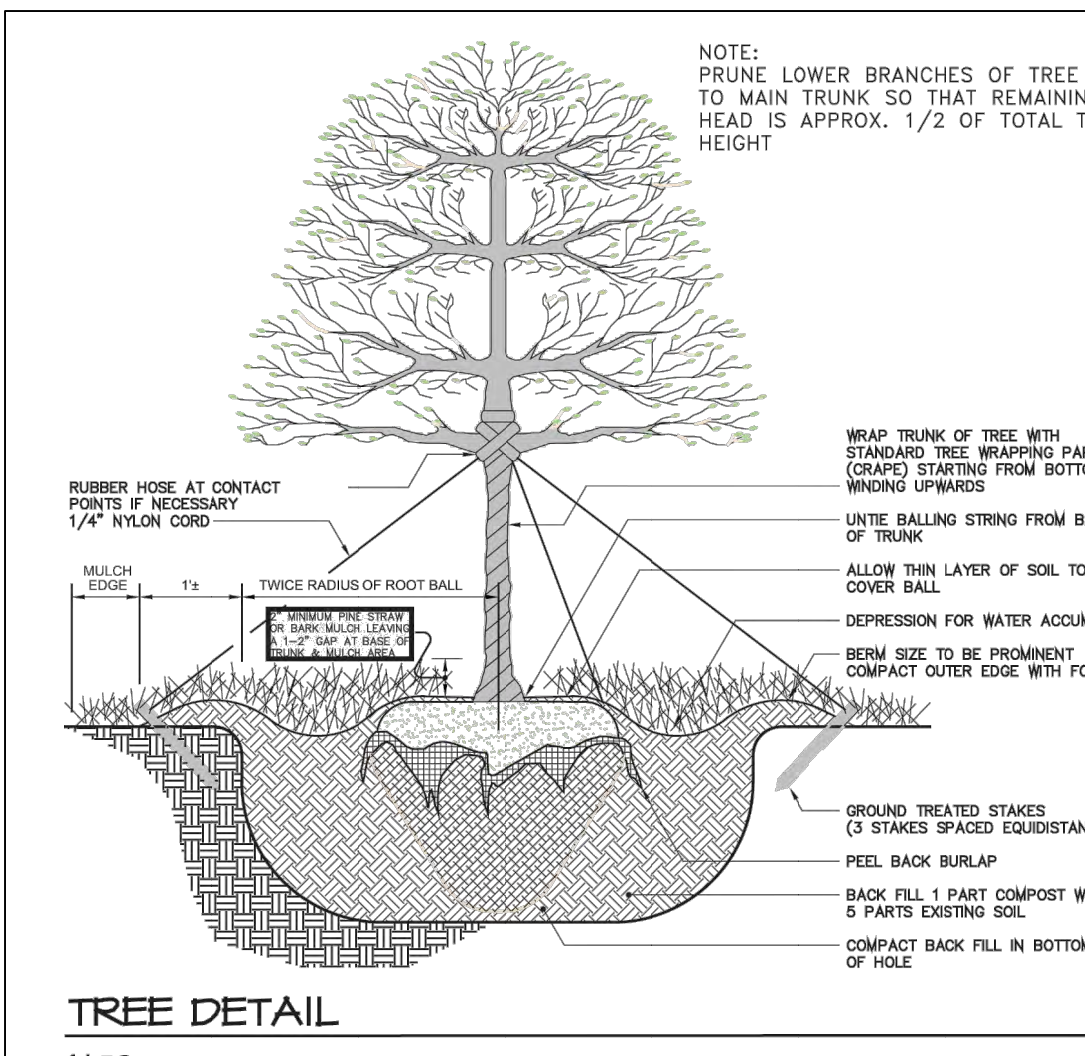 NOTE:
PRUNE LOWER BRANCHES OF TREE
TO MAIN TRUNK SO THAT REMAININ
HEAD IS APPROX. 1/2 OF TOTAL T
HEIGHT
WRAP TRUNK OF TREE WITH
STANDARD TREE WRAPPING PAP
(CRAPE) STARTING FROM BOTTO
WINDING UPWARDS
RUBBER HOSE AT CONTACT
POINTS IF NECESSARY
1/4" NYLON CORD
UNTIE BALLING STRING FROM B
OF TRUNK
MULCH
EDGE
1'±
TWICE RADIUS OF ROOT BALL
ALLOW THIN LAYER OF SOIL TO
COVER BALL
2" MINIMUM PINE STRAW
OR BARK MULCH LEAVING
A 1-2" GAP AT BASE OF
TRUNK & MULCH AREA
DEPRESSION FOR WATER ACCUM
BERM SIZE TO BE PROMINENT
COMPACT OUTER EDGE WITH FO
GROUND TREATED STAKES
(3 STAKES SPACED EQUIDISTAN
PEEL BACK BURLAP
BACK FILL 1 PART COMPOST W
5 PARTS EXISTING SOIL
COMPACT BACK FILL IN BOTTOM
OF HOLE
TREE DETAIL